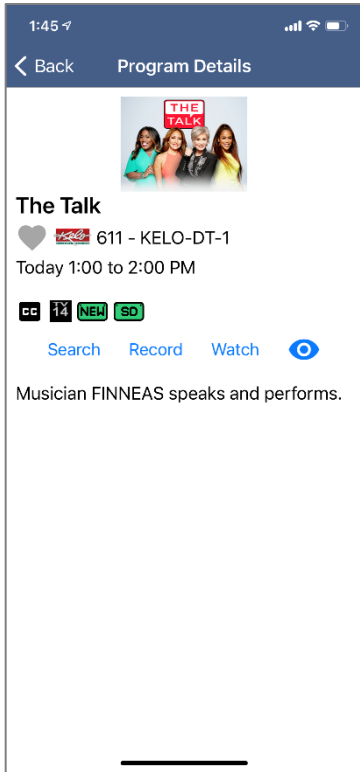 1:45
Back Program Details
THE
TALK
The Talk
Kelo 611 - KELO-DT-1
Today 1:00 to 2:00 PM
CC TV 14 NEW SD
Search Record Watch
Musician FINNEAS speaks and performs.